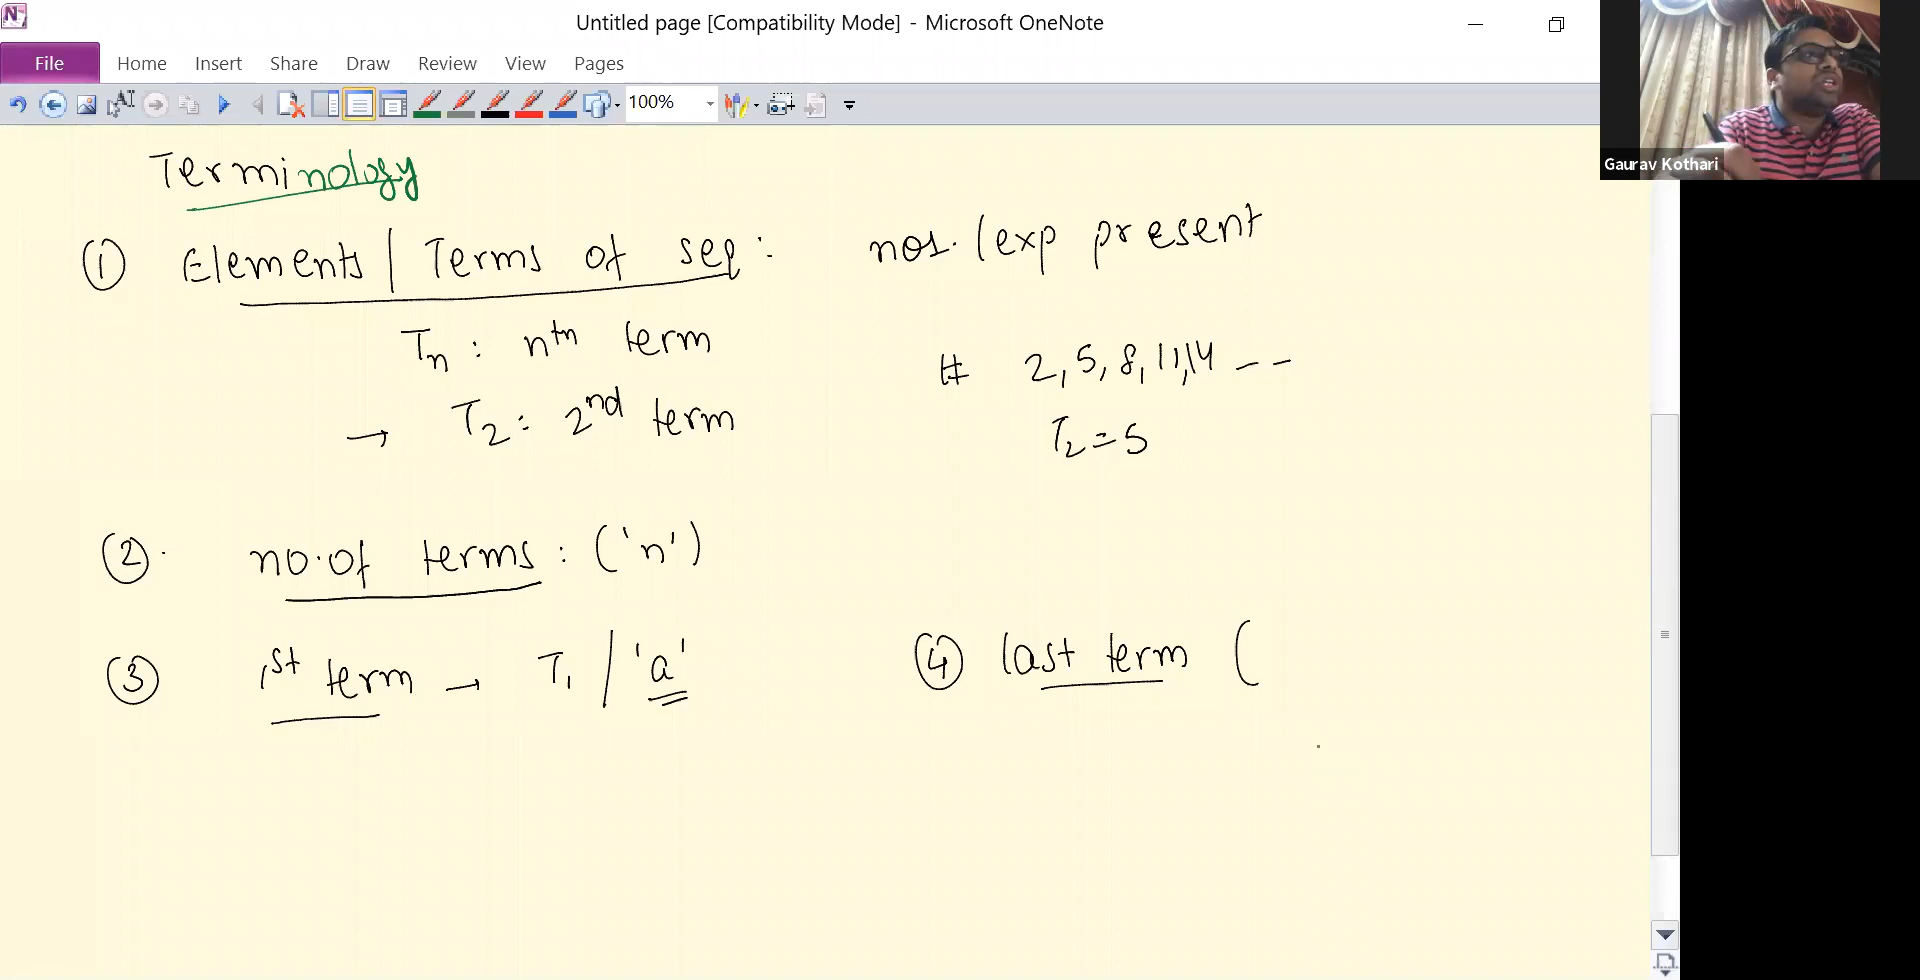 Untitled page [Compatibility Mode] - Microsoft OneNote
File Home Insert Share Draw Review View Pages
100%
Gaurav Kothari
Terminology
① Elements | Terms of seq : nos. / exp present
Tn : nth term
# 2, 5, 8, 11, 14 - -
→ T2 : 2nd term
T2 = 5
②. no. of terms : ('n')
③ 1st term → T1 / 'a'
④ last term (